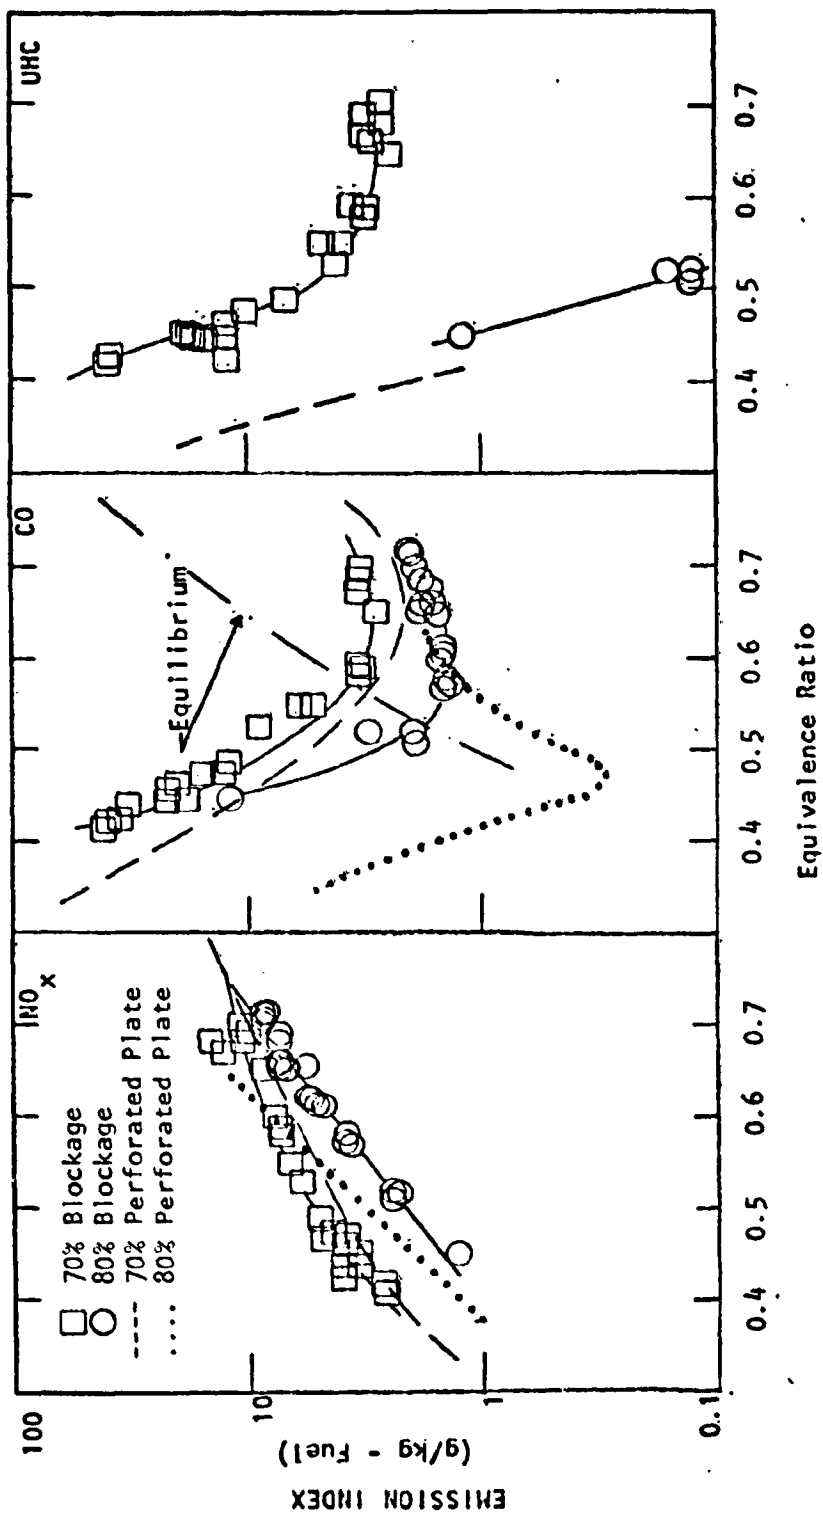 INOx
CO
UHC
□ 70% Blockage
○ 80% Blockage
---- 70% Perforated Plate
.... 80% Perforated Plate
Equilibrium
EMISSION INDEX
(g/kg - Fuel)
100
10
1
0.1
0.4 0.5 0.6 0.7
0.4 0.5 0.6 0.7
0.4 0.5 0.6 0.7
Equivalence Ratio